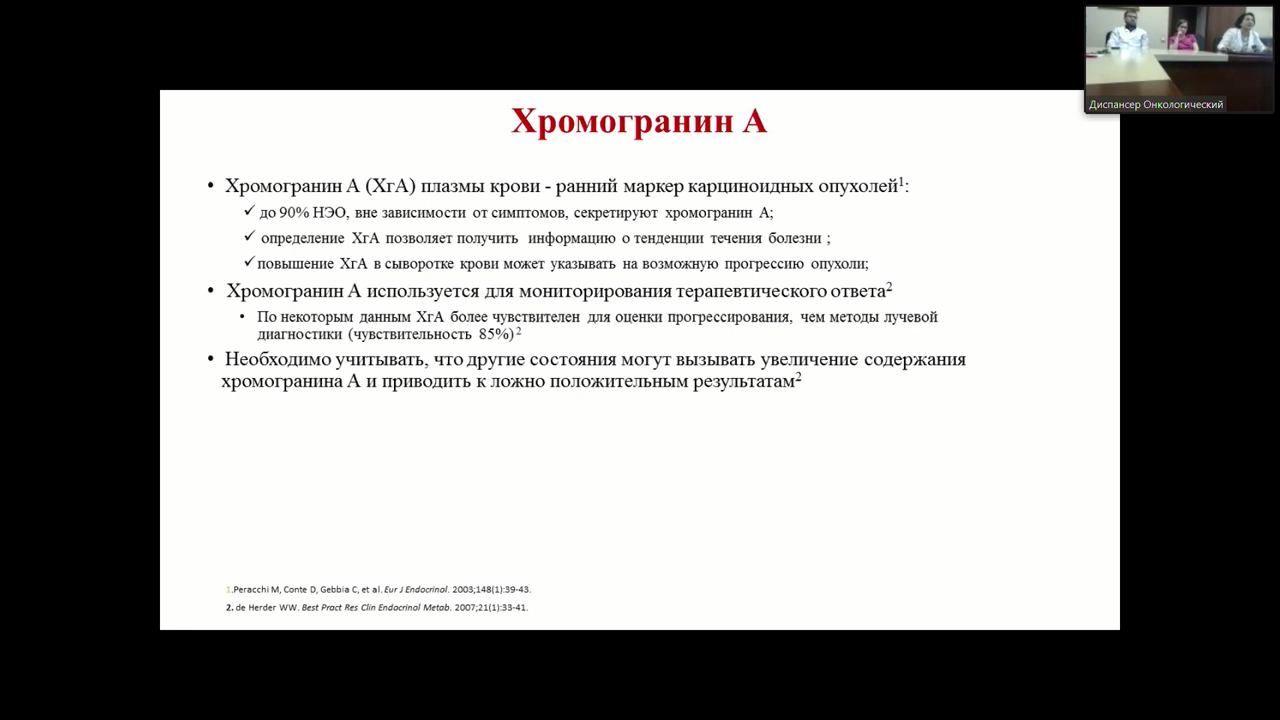 Диспансер Онкологический
Хромогранин А
• Хромогранин А (ХгА) плазмы крови - ранний маркер карциноидных опухолей¹:
✓ до 90% НЭО, вне зависимости от симптомов, секретируют хромогранин А;
✓ определение ХгА позволяет получить информацию о тенденции течения болезни ;
✓ повышение ХгА в сыворотке крови может указывать на возможную прогрессию опухоли;
• Хромогранин А используется для мониторирования терапевтического ответа²
• По некоторым данным ХгА более чувствителен для оценки прогрессирования, чем методы лучевой
диагностики (чувствительность 85%)²
• Необходимо учитывать, что другие состояния могут вызывать увеличение содержания
хромогранина А и приводить к ложно положительным результатам²
1.Peracchi M, Conte D, Gebbia C, et al. Eur J Endocrinol. 2003;148(1):39-43.
2. de Herder WW. Best Pract Res Clin Endocrinol Metab. 2007;21(1):33-41.